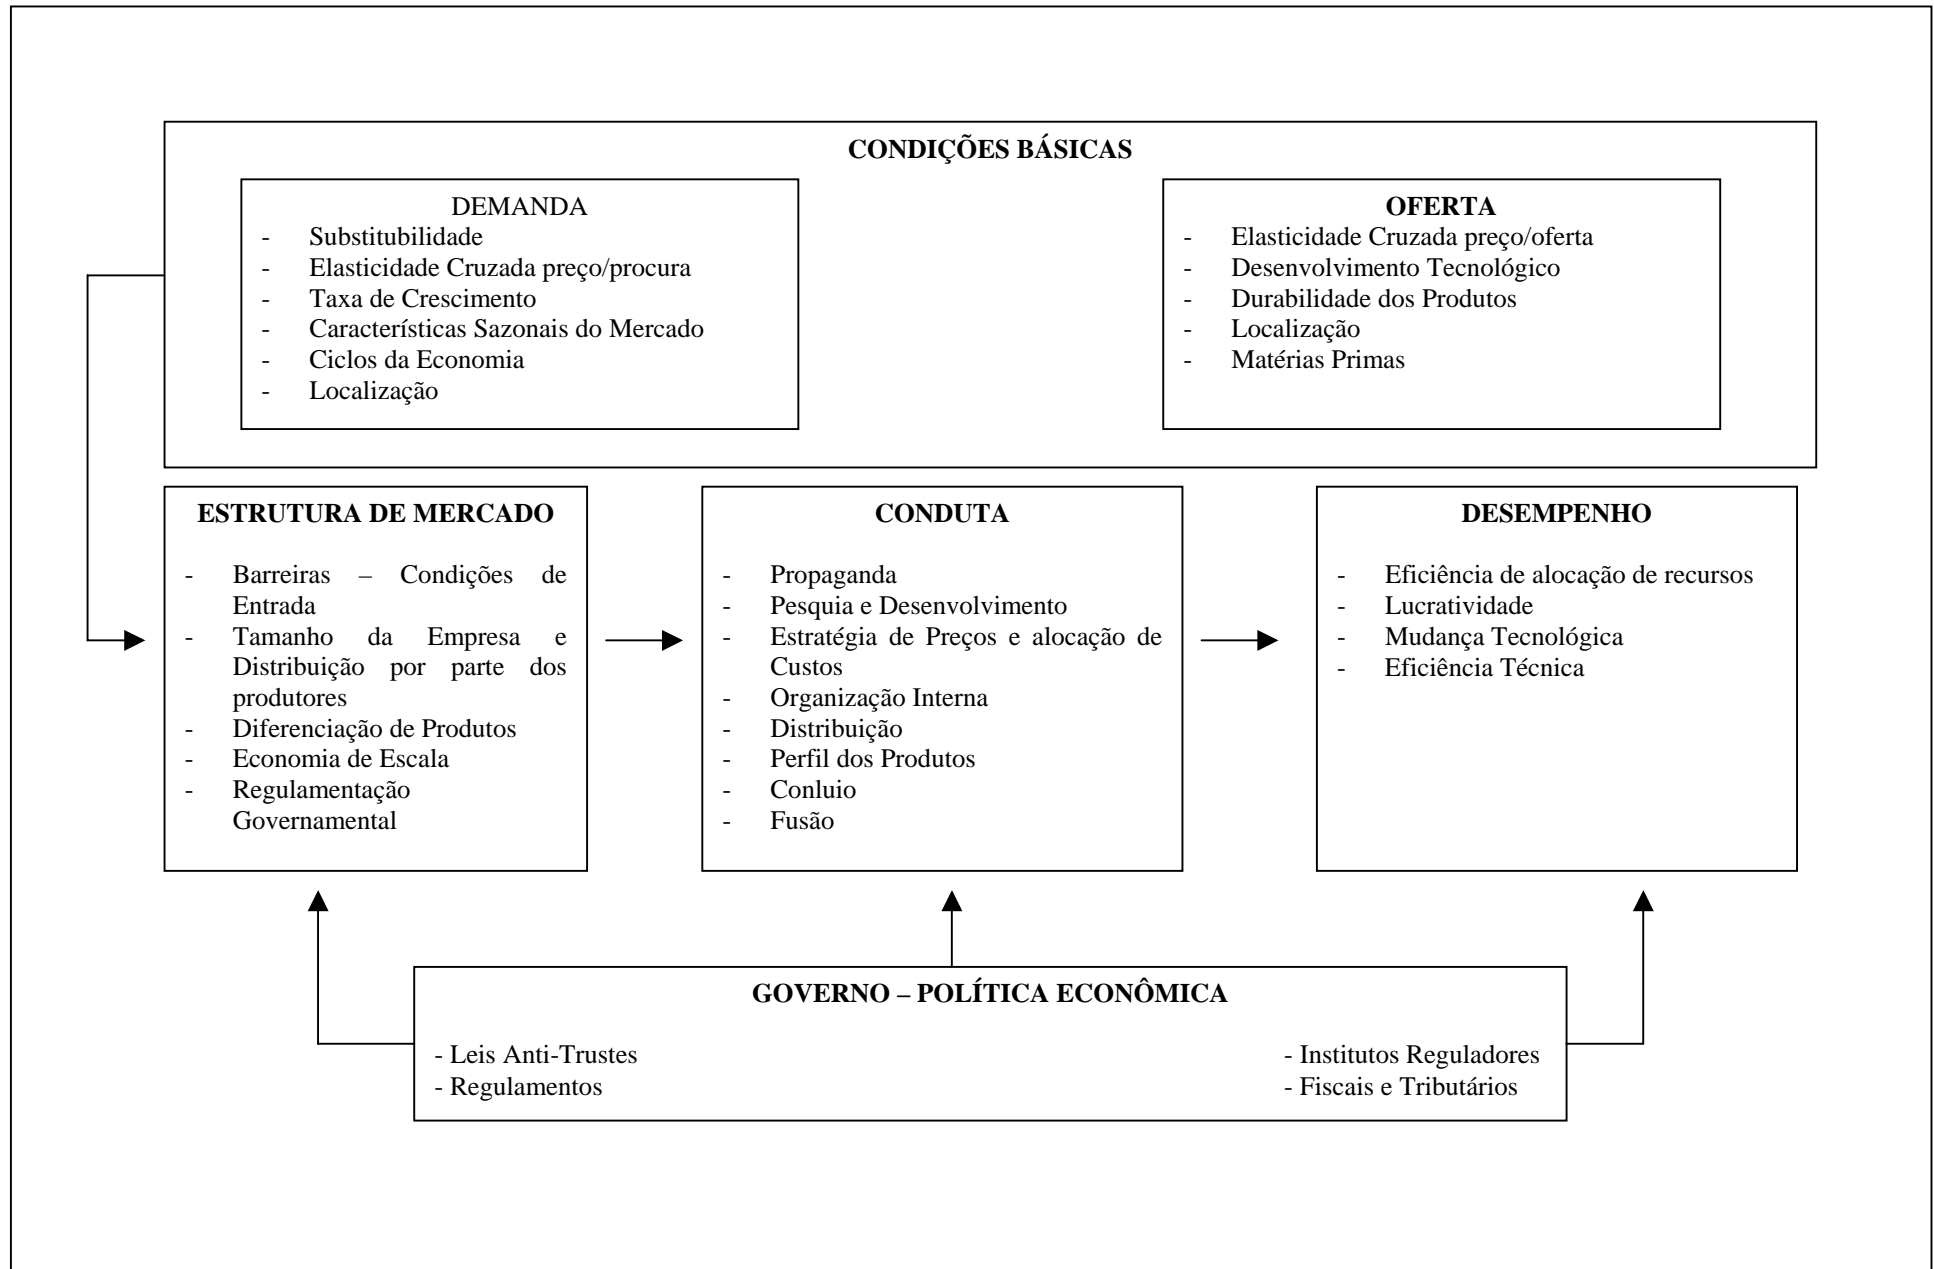 CONDIÇÕES BÁSICAS
DEMANDA
- Substitubilidade
- Elasticidade Cruzada preço/procura
- Taxa de Crescimento
- Característícas Sazonais do Mercado
- Ciclos da Economia
- Localização
OFERTA
- Elasticidade Cruzada preço/oferta
- Desenvolvimento Tecnológico
- Durabilidade dos Produtos
- Localização
- Matérias Primas
ESTRUTURA DE MERCADO
- Barreiras – Condições de
Entrada
- Tamanho da Empresa e
Distribuição por parte dos
produtores
- Diferenciação de Produtos
- Economia de Escala
- Regulamentação
Governamental
CONDUTA
- Propaganda
- Pesquia e Desenvolvimento
- Estratégia de Preços e alocação de
Custos
- Organização Interna
- Distribuição
- Perfil dos Produtos
- Conluio
- Fusão
DESEMPENHO
- Eficiência de alocação de recursos
- Lucratividade
- Mudança Tecnológica
- Eficiência Técnica
GOVERNO – POLÍTICA ECONÔMICA
- Leis Anti-Trustes
- Regulamentos
- Institutos Reguladores
- Fiscais e Tributários